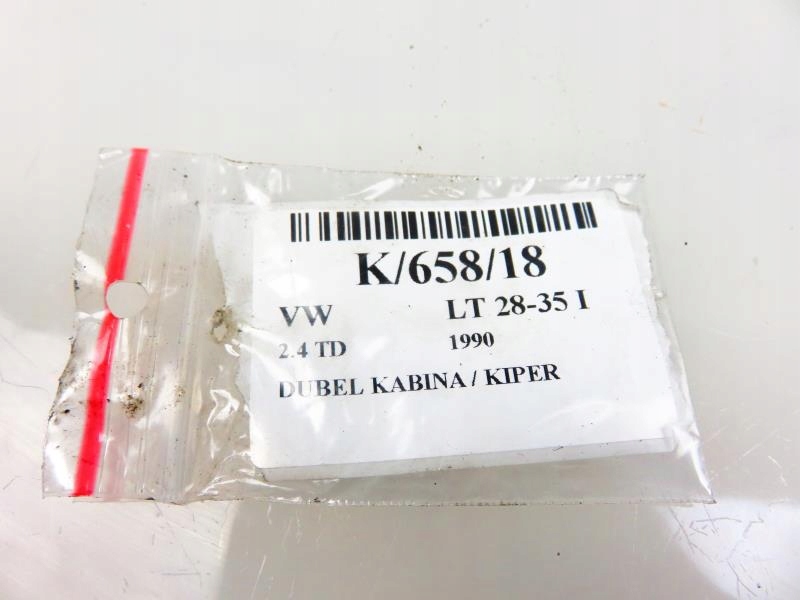 K/658/18
VW LT 28-35 I
2.4 TD 1990
DUBEL KABINA / KIPER